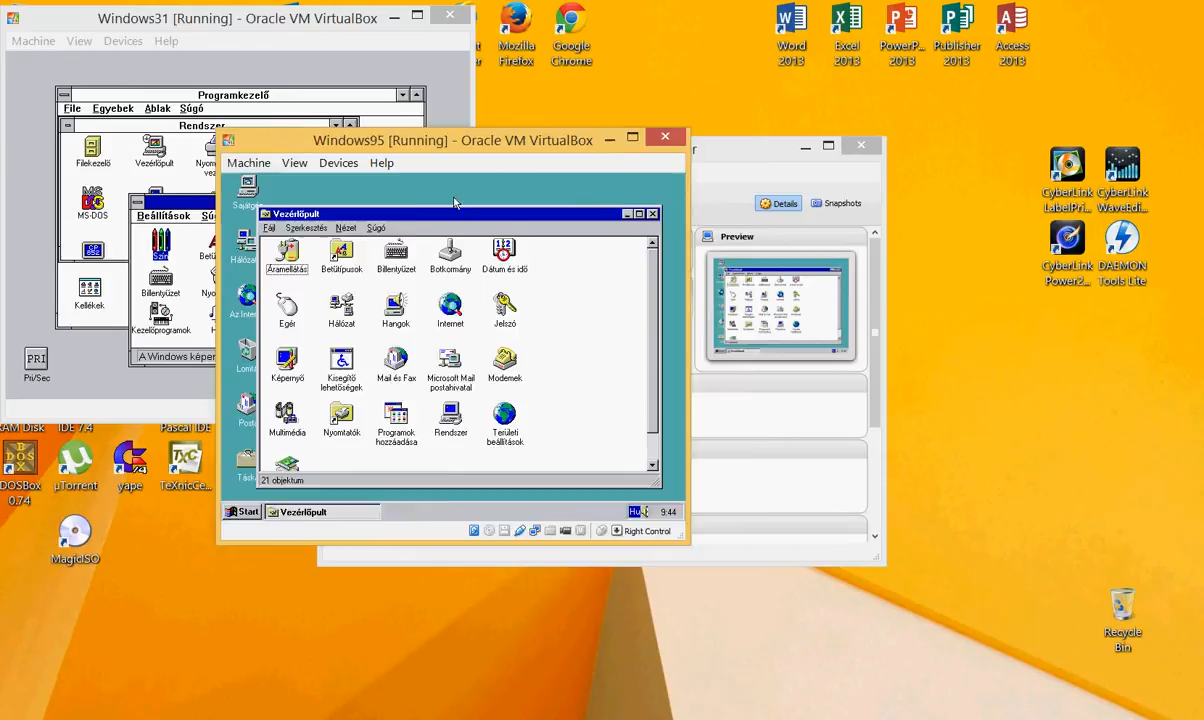 Windows31 [Running] - Oracle VM VirtualBox
Machine View Devices Help
Programkezelő
File Egyebek Ablak Súgó
Rendszer
Filekezelő
Vezérlőpult
MS-DOS
Beállítások
Szín
Billentyűzet
Kellékek
Kezelőprogramok
A Windows képer
PRI
Pri/Sec
Mozilla Firefox
Google Chrome
Word 2013
Excel 2013
PowerP... 2013
Publisher 2013
Access 2013
Windows95 [Running] - Oracle VM VirtualBox
Machine View Devices Help
Vezérlőpult
Fájl Szerkesztés Nézet Súgó
Áramellátás
Betűtípusok
Billentyűzet
Botkormány
Dátum és idő
Egér
Hálózat
Hangok
Internet
Jelszó
Képernyő
Kisegítő lehetőségek
Mail és Fax
Microsoft Mail postahivatal
Modemek
Multimédia
Nyomtatók
Programok hozzáadása
Rendszer
Területi beállítások
21 objektum
Start
Vezérlőpult
Hu
9:44
Right Control
Details
Snapshots
Preview
CyberLink LabelPri...
CyberLink WaveEdi...
CyberLink Power2...
DAEMON Tools Lite
IDE 7.4
Pascal IDE
DOSBox 0.74
µTorrent
yape
TeXnicCe...
MagicISO
Recycle Bin